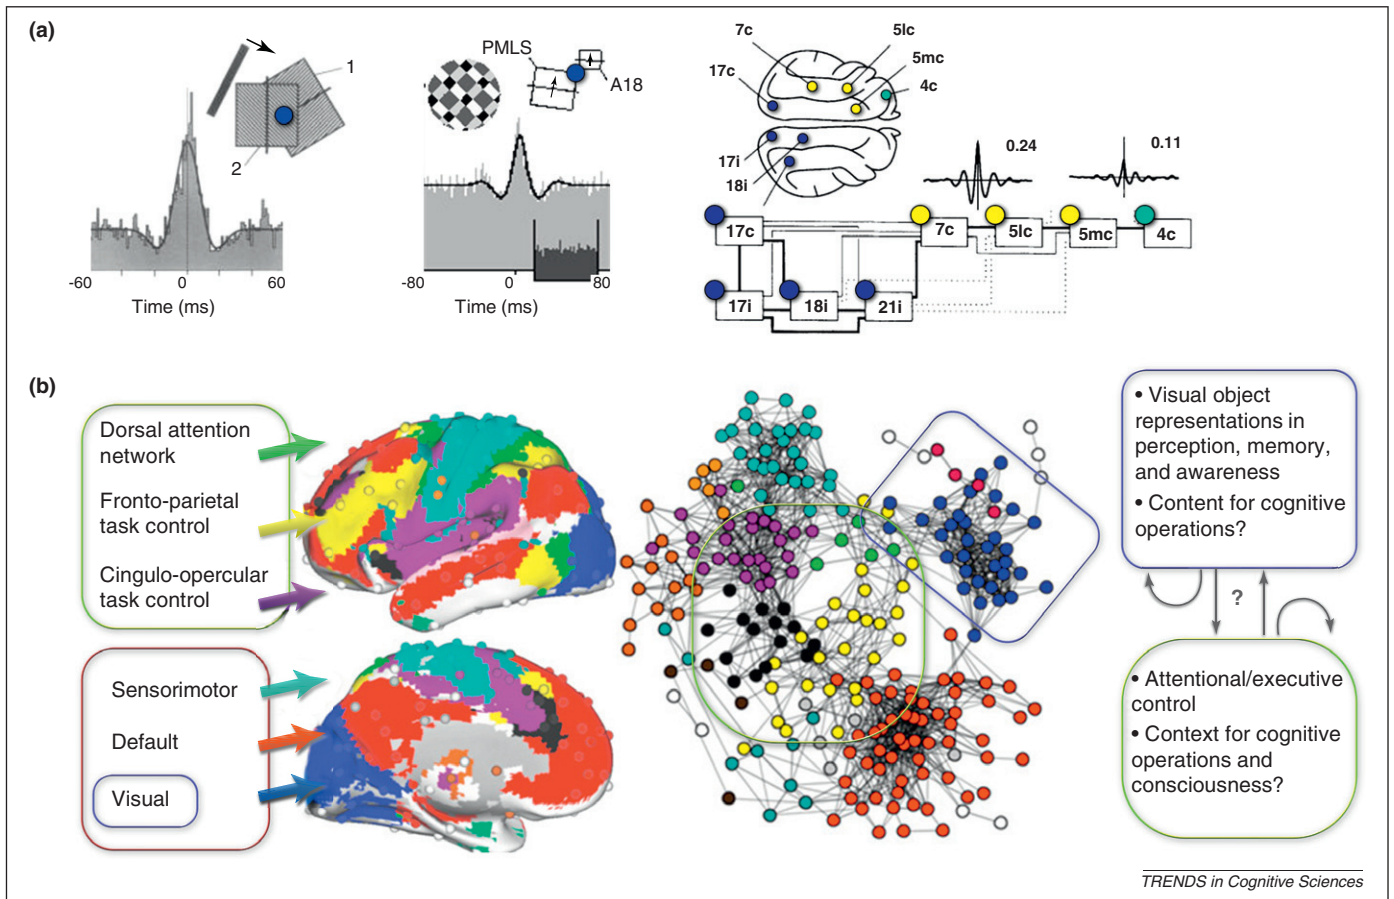 (a)
1
2
-60
0
60
Time (ms)
PMLS
A18
-80
0
80
Time (ms)
7c
5lc
5mc
4c
17c
17i
18i
0.24
0.11
17c
7c
5lc
5mc
4c
17i
18i
21i
(b)
Dorsal attention
network
Fronto-parietal
task control
Cingulo-opercular
task control
Sensorimotor
Default
Visual
• Visual object
representations in
perception, memory,
and awareness
• Content for cognitive
operations?
?
• Attentional/executive
control
• Context for cognitive
operations and
consciousness?
TRENDS in Cognitive Sciences